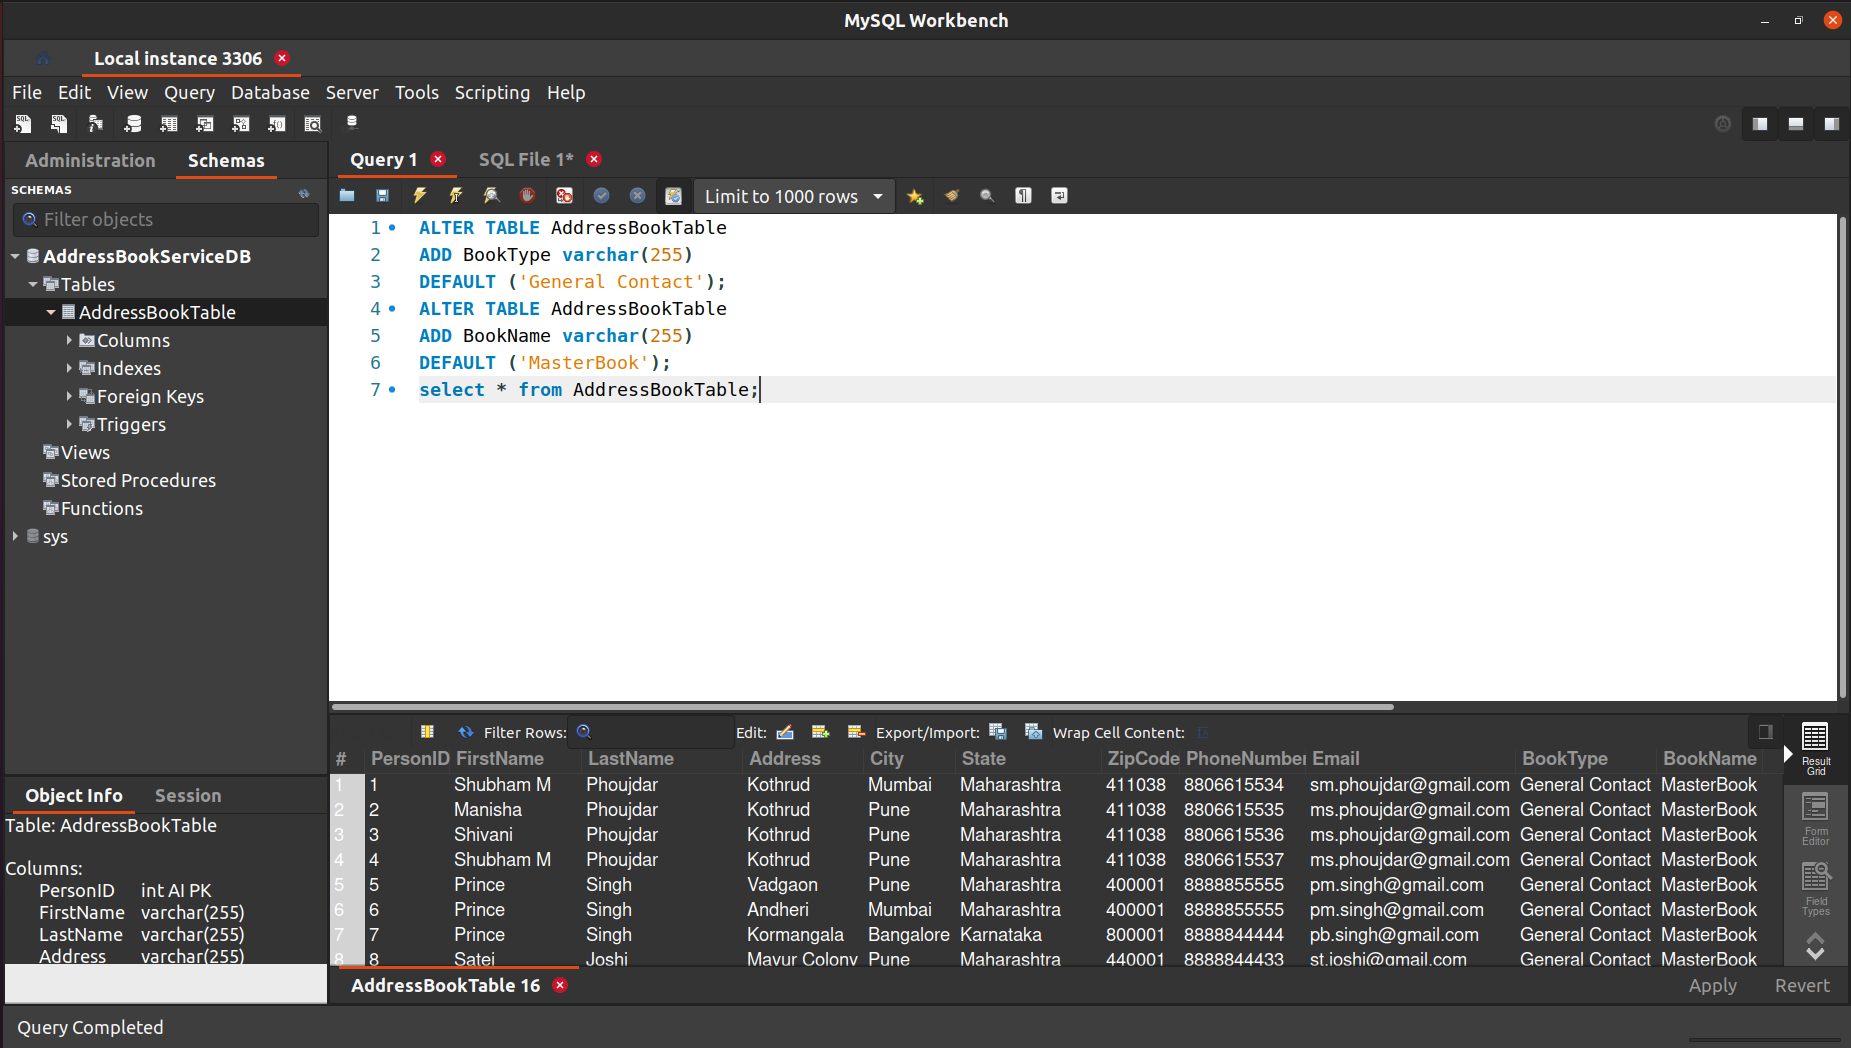 MySQL Workbench
Local instance 3306
File Edit View Query Database Server Tools Scripting Help
Administration Schemas
SCHEMAS
Filter objects
AddressBookServiceDB
Tables
AddressBookTable
Columns
Indexes
Foreign Keys
Triggers
Views
Stored Procedures
Functions
sys
Object Info Session
Table: AddressBookTable
Columns:
PersonID int AI PK
FirstName varchar(255)
LastName varchar(255)
Address varchar(255)
Query 1 SQL File 1*
Limit to 1000 rows
1 ALTER TABLE AddressBookTable
2 ADD BookType varchar(255)
3 DEFAULT ('General Contact');
4 ALTER TABLE AddressBookTable
5 ADD BookName varchar(255)
6 DEFAULT ('MasterBook');
7 select * from AddressBookTable;
Filter Rows: Edit: Export/Import: Wrap Cell Content:
# PersonID FirstName LastName Address City State ZipCode PhoneNumber Email BookType BookName
1 1 Shubham M Phoujdar Kothrud Mumbai Maharashtra 411038 8806615534 sm.phoujdar@gmail.com General Contact MasterBook
2 2 Manisha Phoujdar Kothrud Pune Maharashtra 411038 8806615535 ms.phoujdar@gmail.com General Contact MasterBook
3 3 Shivani Phoujdar Kothrud Pune Maharashtra 411038 8806615536 ms.phoujdar@gmail.com General Contact MasterBook
4 4 Shubham M Phoujdar Kothrud Pune Maharashtra 411038 8806615537 ms.phoujdar@gmail.com General Contact MasterBook
5 5 Prince Singh Vadgaon Pune Maharashtra 400001 8888855555 pm.singh@gmail.com General Contact MasterBook
6 6 Prince Singh Andheri Mumbai Maharashtra 400001 8888855555 pm.singh@gmail.com General Contact MasterBook
7 7 Prince Singh Kormangala Bangalore Karnataka 800001 8888844444 pb.singh@gmail.com General Contact MasterBook
8 8 Satej Joshi Mayur Colony Pune Maharashtra 440001 8888844433 st.joshi@gmail.com General Contact MasterBook
Result
Grid
Form
Editor
Field
Types
AddressBookTable 16
Apply Revert
Query Completed